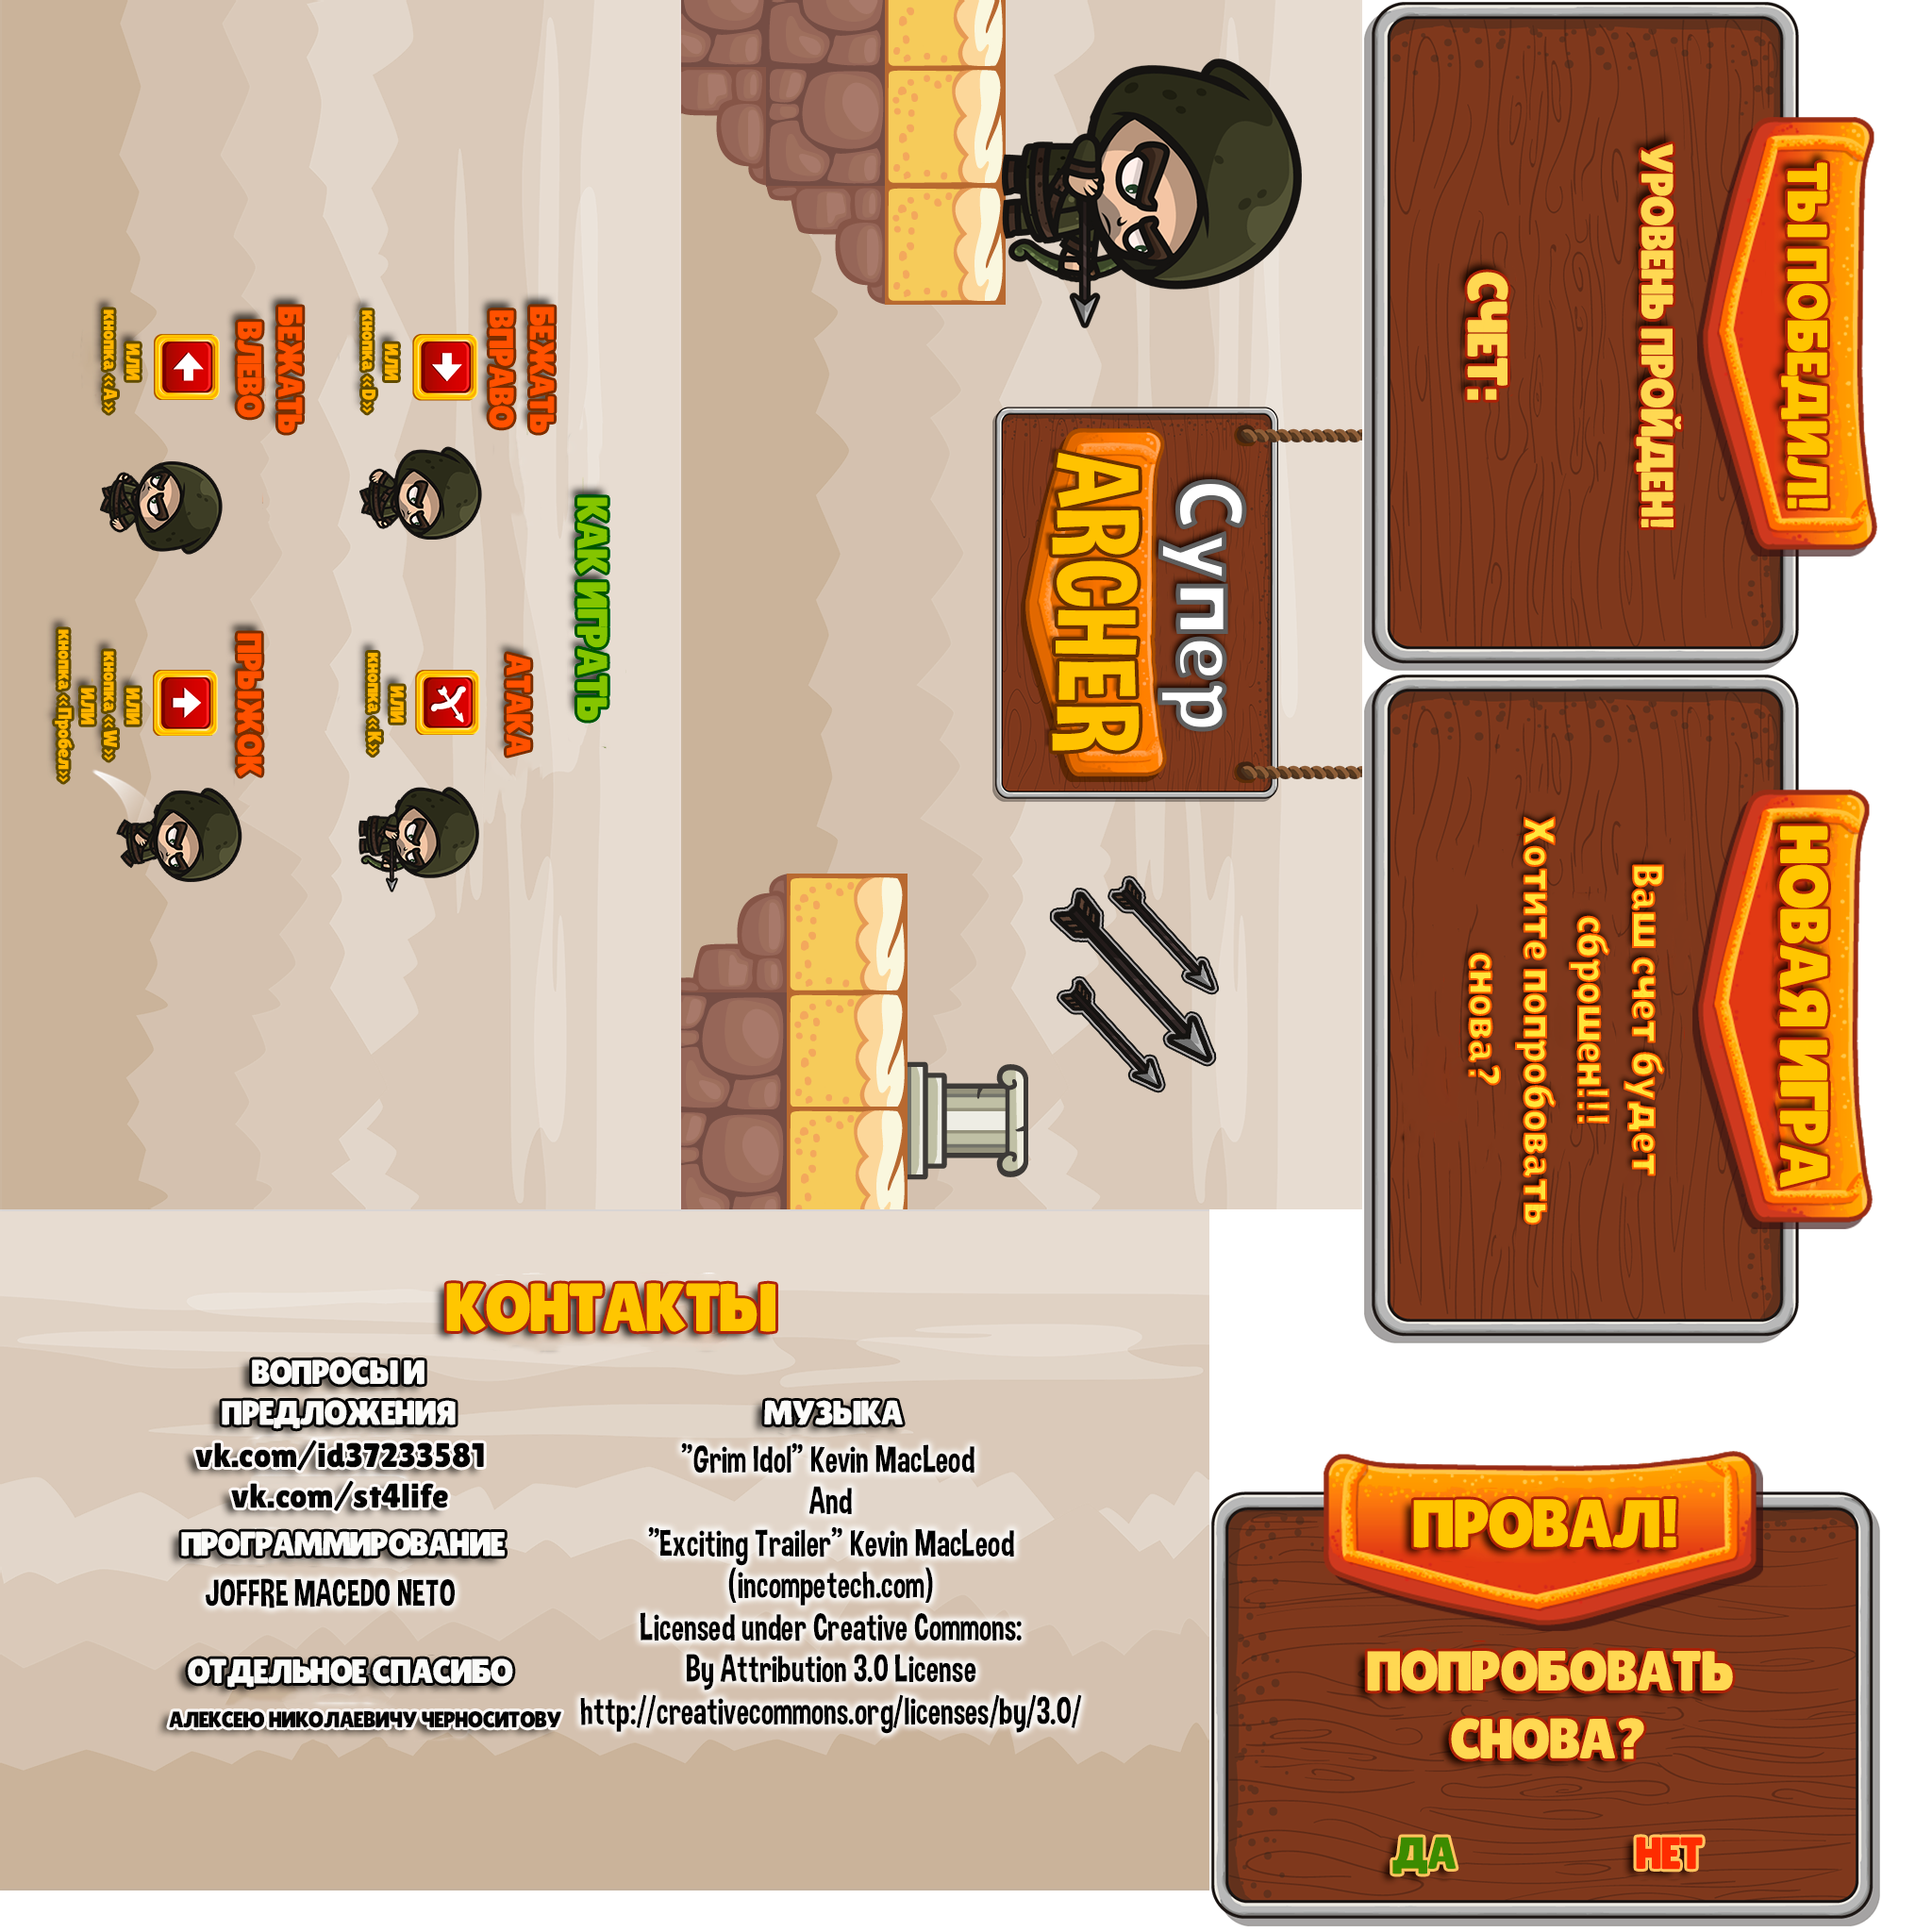 КАК ИГРАТЬ
БЕЖАТЬ
ВПРАВО
ИЛИ
КНОПКА «D»
АТАКА
ИЛИ
КНОПКА «K»
БЕЖАТЬ
ВЛЕВО
ИЛИ
КНОПКА «A»
ПРЫЖОК
ИЛИ
КНОПКА «W»
ИЛИ
КНОПКА «Пробел»
Супер
ARCHER
ТЫ ПОБЕДИЛ!
УРОВЕНЬ ПРОЙДЕН!
СЧЕТ:
НОВАЯ ИГРА
Ваш счет будет
сброшен!!!
Хотите попробовать
снова?
КОНТАКТЫ
ВОПРОСЫ И
ПРЕДЛОЖЕНИЯ
vk.com/id37233581
vk.com/st4life
ПРОГРАММИРОВАНИЕ
JOFFRE MACEDO NETO
ОТДЕЛЬНОЕ СПАСИБО
АЛЕКСЕЮ НИКОЛАЕВИЧУ ЧЕРНОСИТОВУ
МУЗЫКА
"Grim Idol" Kevin MacLeod
And
"Exciting Trailer" Kevin MacLeod
(incompetech.com)
Licensed under Creative Commons:
By Attribution 3.0 License
http://creativecommons.org/licenses/by/3.0/
ПРОВАЛ!
ПОПРОБОВАТЬ
СНОВА?
ДА НЕТ